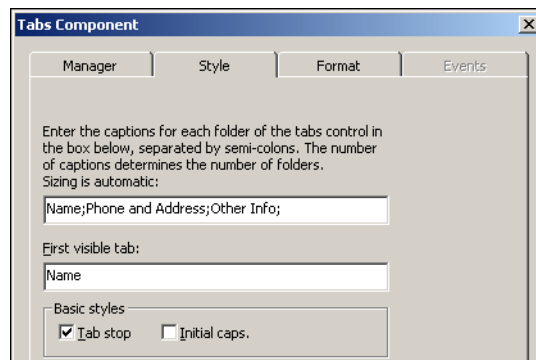 Tabs Component
Manager Style Format Events
Enter the captions for each folder of the tabs control in
the box below, separated by semi-colons. The number
of captions determines the number of folders.
Sizing is automatic:
Name;Phone and Address;Other Info;
First visible tab:
Name
Basic styles
Tab stop Initial caps.